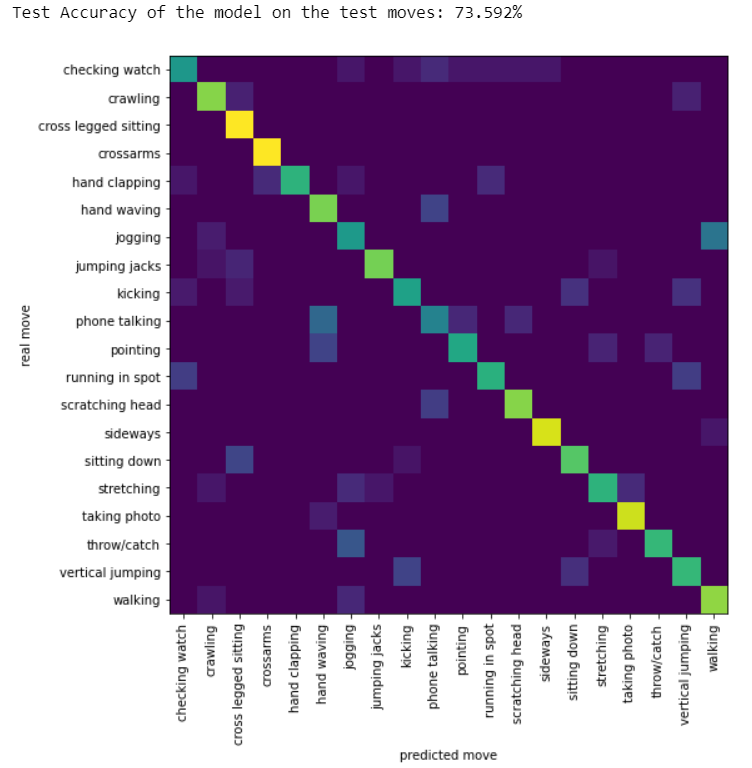 Test Accuracy of the model on the test moves: 73.592%
checking watch
crawling
cross legged sitting
crossarms
hand clapping
hand waving
jogging
jumping jacks
kicking
phone talking
pointing
running in spot
scratching head
sideways
sitting down
stretching
taking photo
throw/catch
vertical jumping
walking
real move
checking watch
crawling
cross legged sitting
crossarms
hand clapping
hand waving
jogging
jumping jacks
kicking
phone talking
pointing
running in spot
scratching head
sideways
sitting down
stretching
taking photo
throw/catch
vertical jumping
walking
predicted move